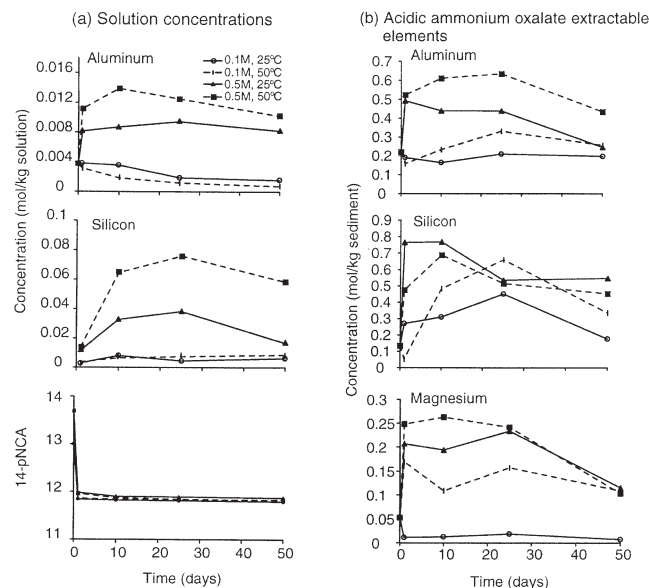 (a) Solution concentrations
Aluminum
0.1M, 25ºC
0.1M, 50ºC
0.5M, 25ºC
0.5M, 50ºC
0.016
0.012
0.008
0.004
0
Concentration (mol/kg solution)
0.1
Silicon
0.08
0.06
0.04
0.02
0
14
13
12
11
14-pNCA
0 10 20 30 40 50
Time (days)
(b) Acidic ammonium oxalate extractable
elements
Aluminum
0.7
0.6
0.5
0.4
0.3
0.2
0.1
0
Concentration (mol/kg sediment)
0.9
Silicon
0.8
0.7
0.6
0.5
0.4
0.3
0.2
0.1
0
0.3
Magnesium
0.25
0.2
0.15
0.1
0.05
0
0 10 20 30 40 50
Time (days)